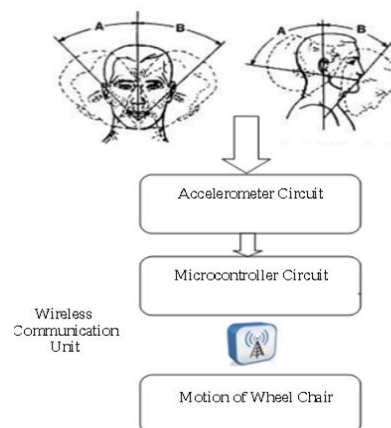 A B
A B
Accelerometer Circuit
Microcontroller Circuit
Wireless
Communication
Unit
Motion of Wheel Chair